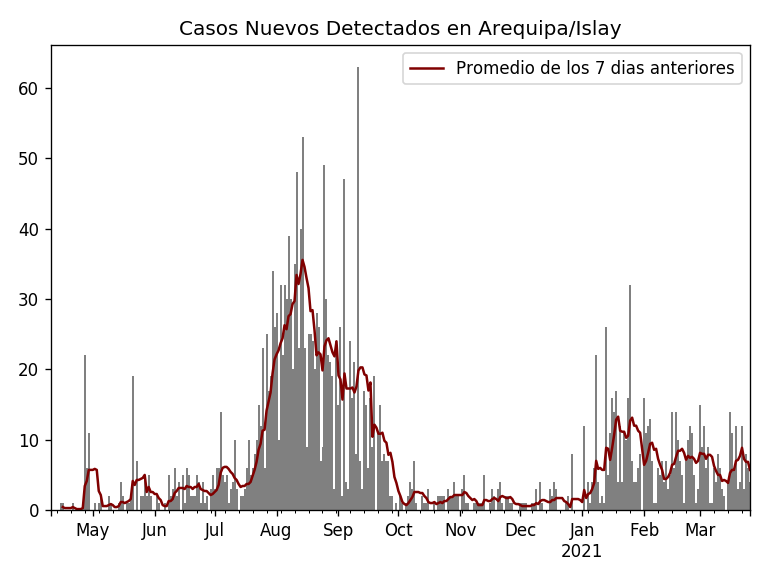 Casos Nuevos Detectados en Arequipa/Islay
Promedio de los 7 dias anteriores
60
50
40
30
20
10
0
May Jun Jul Aug Sep Oct Nov Dec Jan Feb Mar
2021